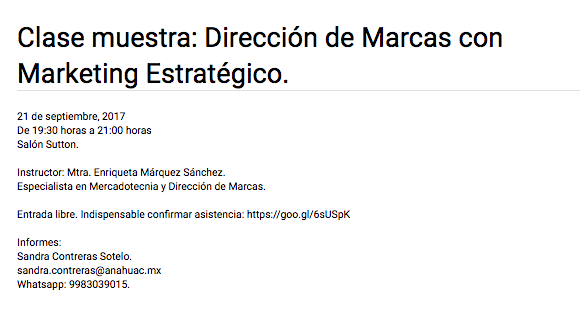 Clase muestra: Dirección de Marcas con
Marketing Estratégico.
21 de septiembre, 2017
De 19:30 horas a 21:00 horas
Salón Sutton.
Instructor: Mtra. Enriqueta Márquez Sánchez.
Especialista en Mercadotecnia y Dirección de Marcas.
Entrada libre. Indispensable confirmar asistencia: https://goo.gl/6sUSpK
Informes:
Sandra Contreras Sotelo.
sandra.contreras@anahuac.mx
Whatsapp: 9983039015.